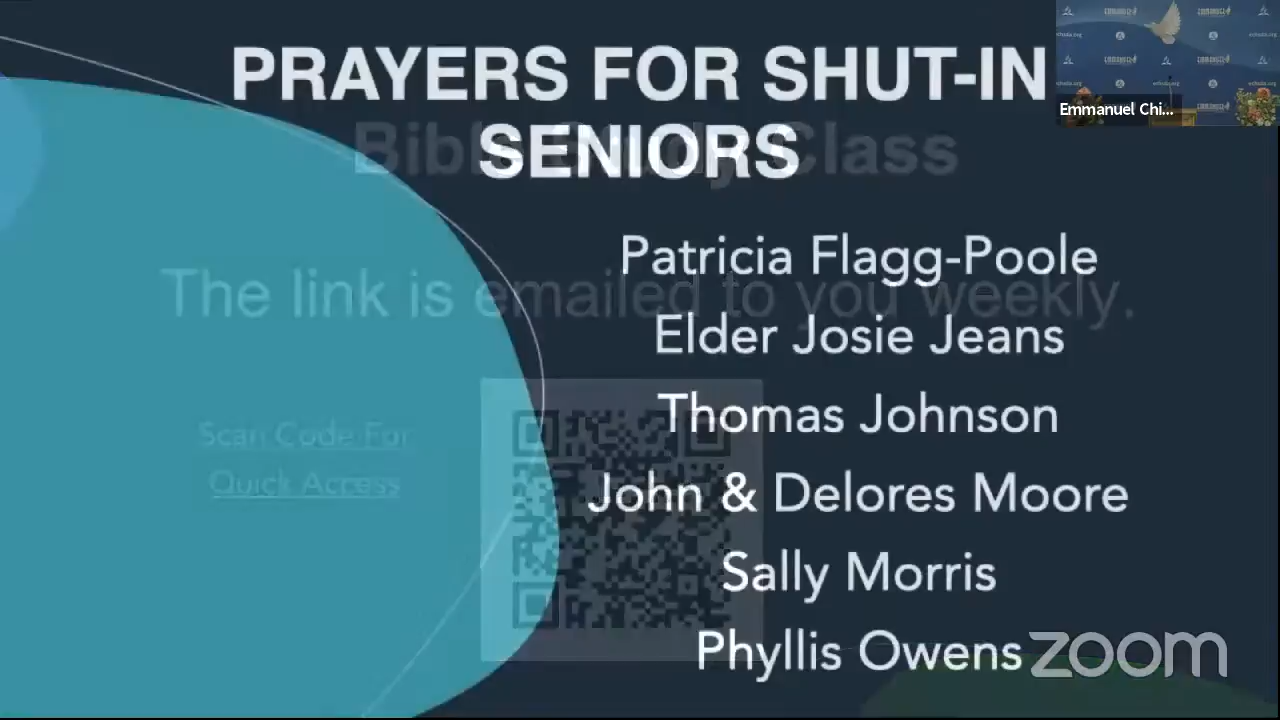 PRAYERS FOR SHUT-IN
SENIORS
Bible Study Class
The link is emailed to you weekly.
Patricia Flagg-Poole
Elder Josie Jeans
Thomas Johnson
Scan Code For
Quick Access
John & Delores Moore
Sally Morris
Phyllis Owens
zoom
Emmanuel Chi...